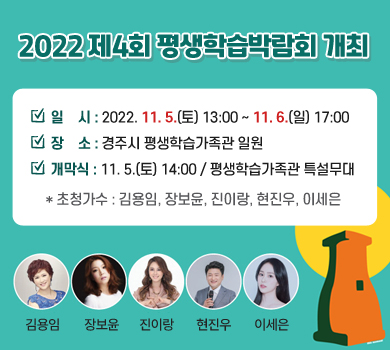 2022 제4회 평생학습박람회 개최
일 시 : 2022. 11. 5.(토) 13:00 ~ 11. 6.(일) 17:00
장 소 : 경주시 평생학습가족관 일원
개막식 : 11. 5.(토) 14:00 / 평생학습가족관 특설무대
* 초청가수 : 김용임, 장보윤, 진이랑, 현진우, 이세은
김용임 장보윤 진이랑 현진우 이세은